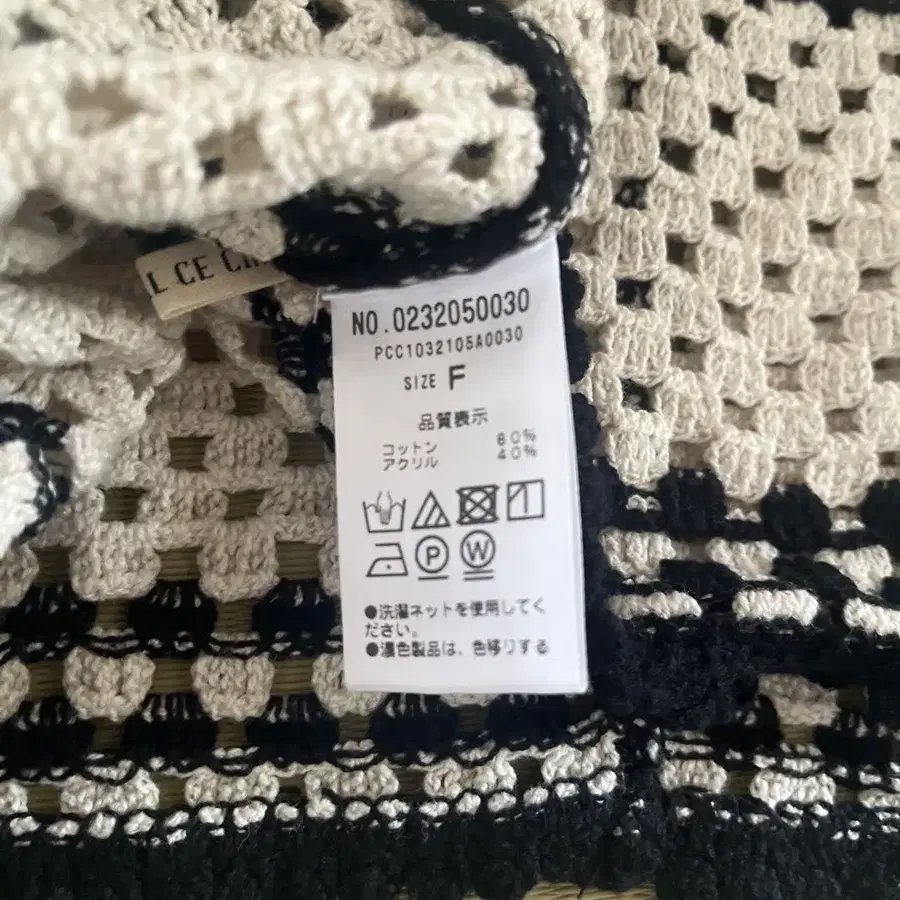 L CE C
NO.0232050030
PCC1032105A0030
SIZE F
品質表示
コットン 60%
アクリル 40%
P W
●洗濯ネットを使用してく
ださい。
●濃色製品は、色移りする